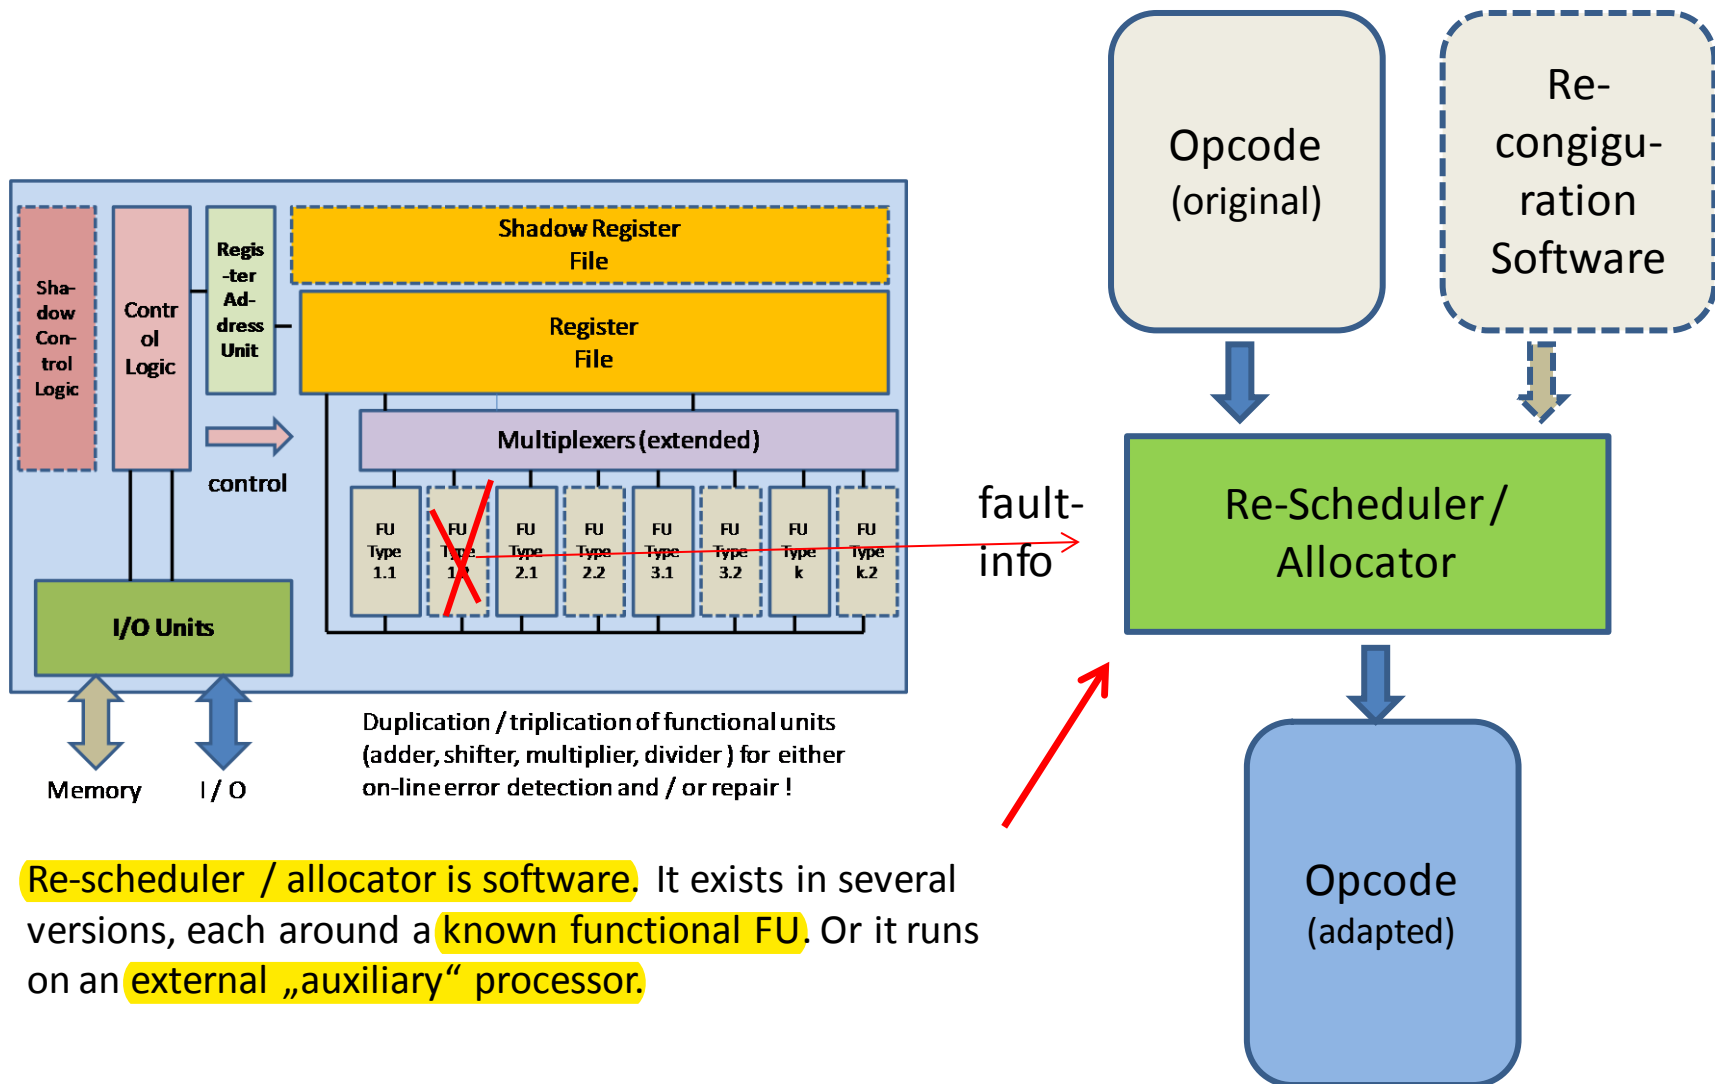 Opcode
(original)
Re-
congigu-
ration
Software
Sha-
dow
Con-
trol
Logic
Contr
ol
Logic
Regis
-ter
Ad-
dress
Unit
Shadow Register
File
Register
File
control
Multiplexers (extended)
FU
Type
1.1
FU
Type
1.2
FU
Type
2.1
FU
Type
2.2
FU
Type
3.1
FU
Type
3.2
FU
Type
k
FU
Type
k.2
I/O Units
Memory
I / O
fault-
info
Re-Scheduler /
Allocator
Duplication / triplication of functional units
(adder, shifter, multiplier, divider ) for either
on-line error detection and / or repair !
Re-scheduler / allocator is software. It exists in several
versions, each around a known functional FU. Or it runs
on an external „auxiliary“ processor.
Opcode
(adapted)